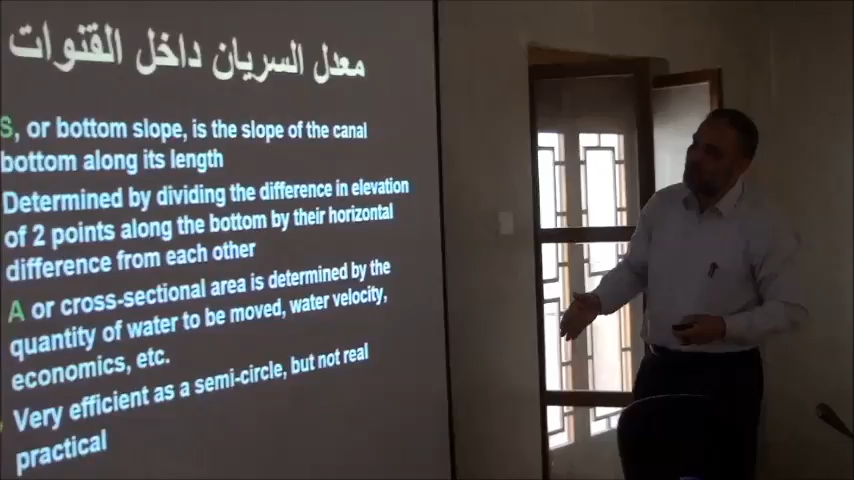 معدل السريان داخل القنوات
S, or bottom slope, is the slope of the canal
bottom along its length
Determined by dividing the difference in elevation
of 2 points along the bottom by their horizontal
difference from each other
A or cross-sectional area is determined by the
quantity of water to be moved, water velocity,
economics, etc.
Very efficient as a semi-circle, but not real
practical